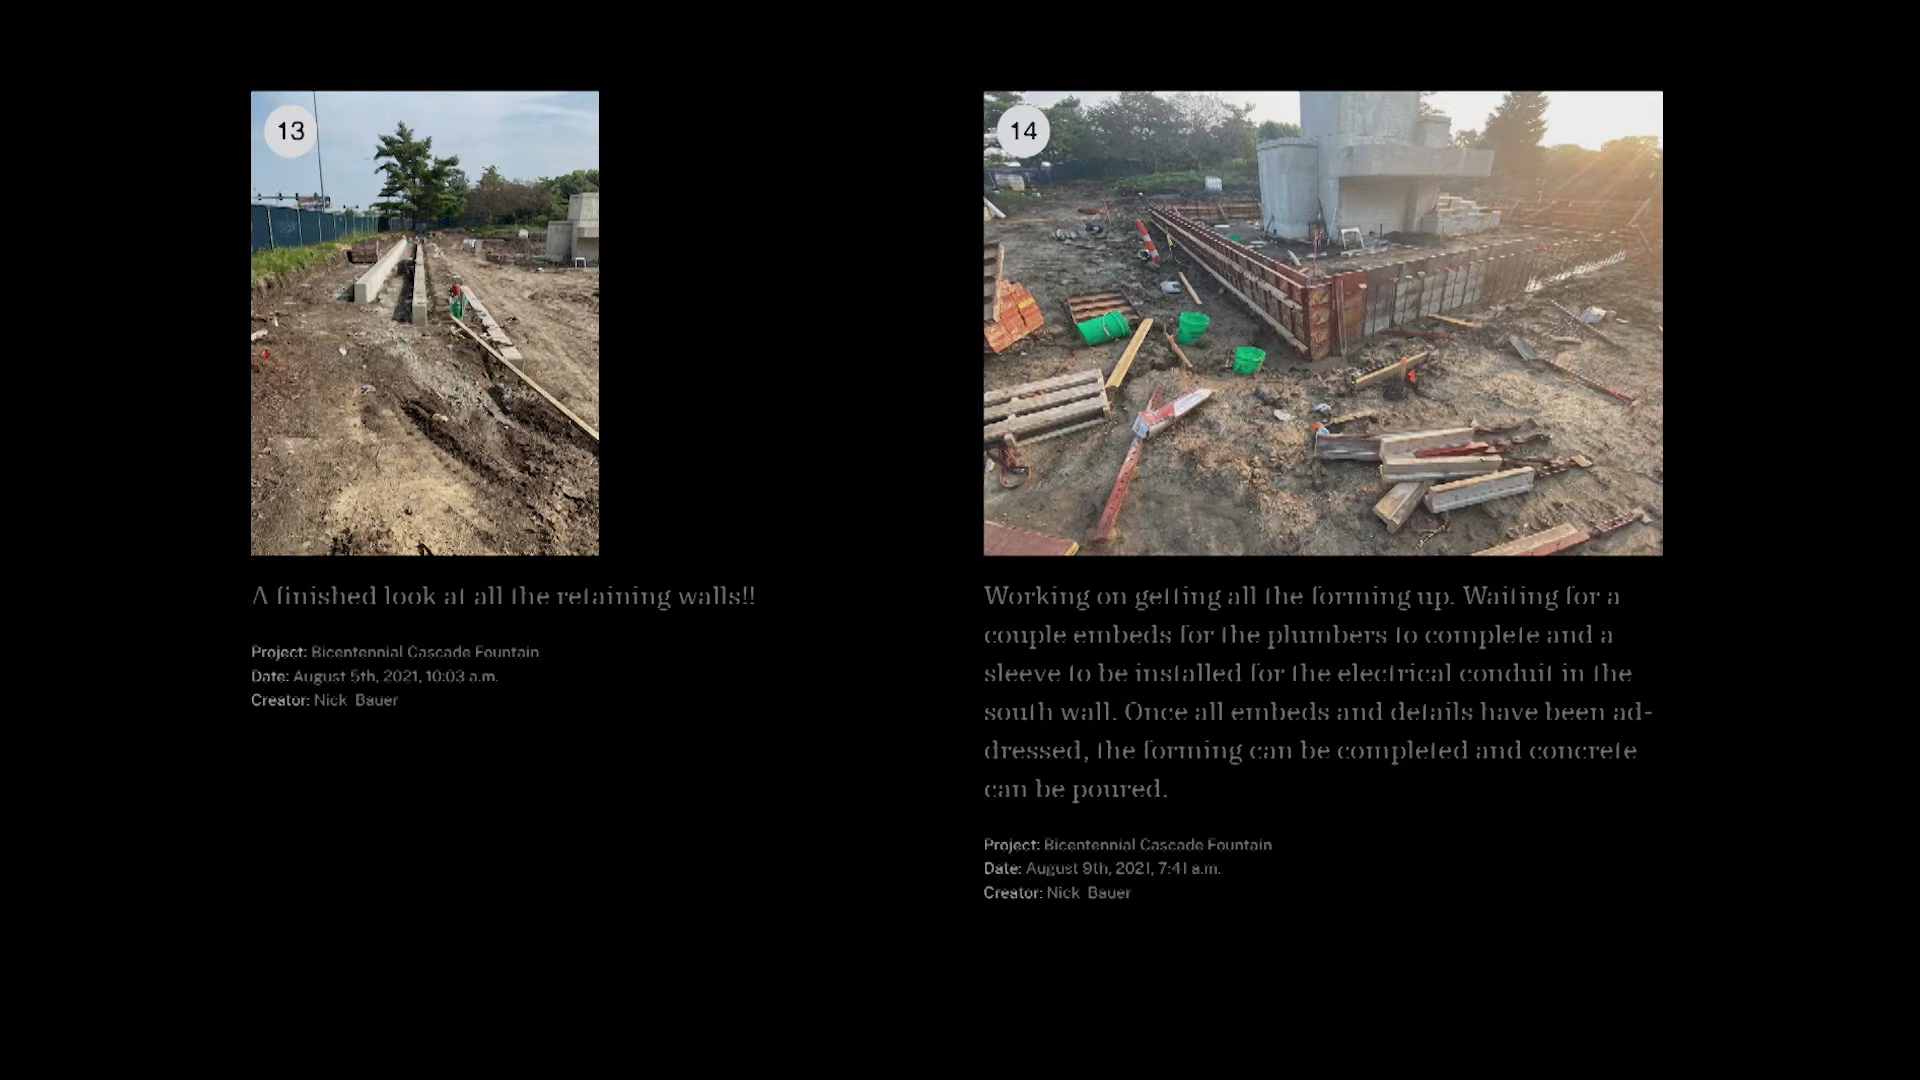 13
A finished look at all the retaining walls!!
Project: Bicentennial Cascade Fountain
Date: August 5th, 2021, 10:03 a.m.
Creator: Nick Bauer
14
Working on getting all the forming up. Waiting for a
couple embeds for the plumbers to complete and a
sleeve to be installed for the electrical conduit in the
south wall. Once all embeds and details have been ad-
dressed, the forming can be completed and concrete
can be poured.
Project: Bicentennial Cascade Fountain
Date: August 9th, 2021, 7:41 a.m.
Creator: Nick Bauer